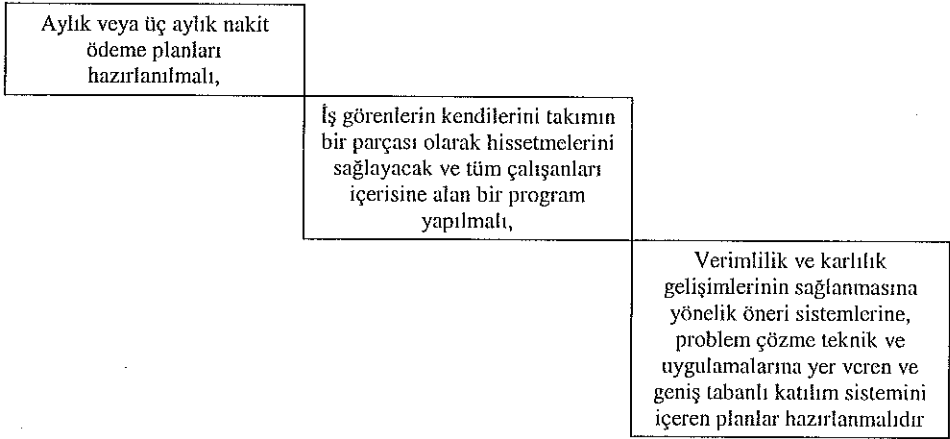 Aylık veya üç aylık nakit
ödeme planları
hazırlanılmalı,
İş görenlerin kendilerini takımın
bir parçası olarak hissetmelerini
sağlayacak ve tüm çalışanları
içerisine alan bir program
yapılmalı,
Verimlilik ve karlılık
gelişimlerinin sağlanmasına
yönelik öneri sistemlerine,
problem çözme teknik ve
uygulamalarına yer veren ve
geniş tabanlı katılım sistemini
içeren planlar hazırlanmalıdır